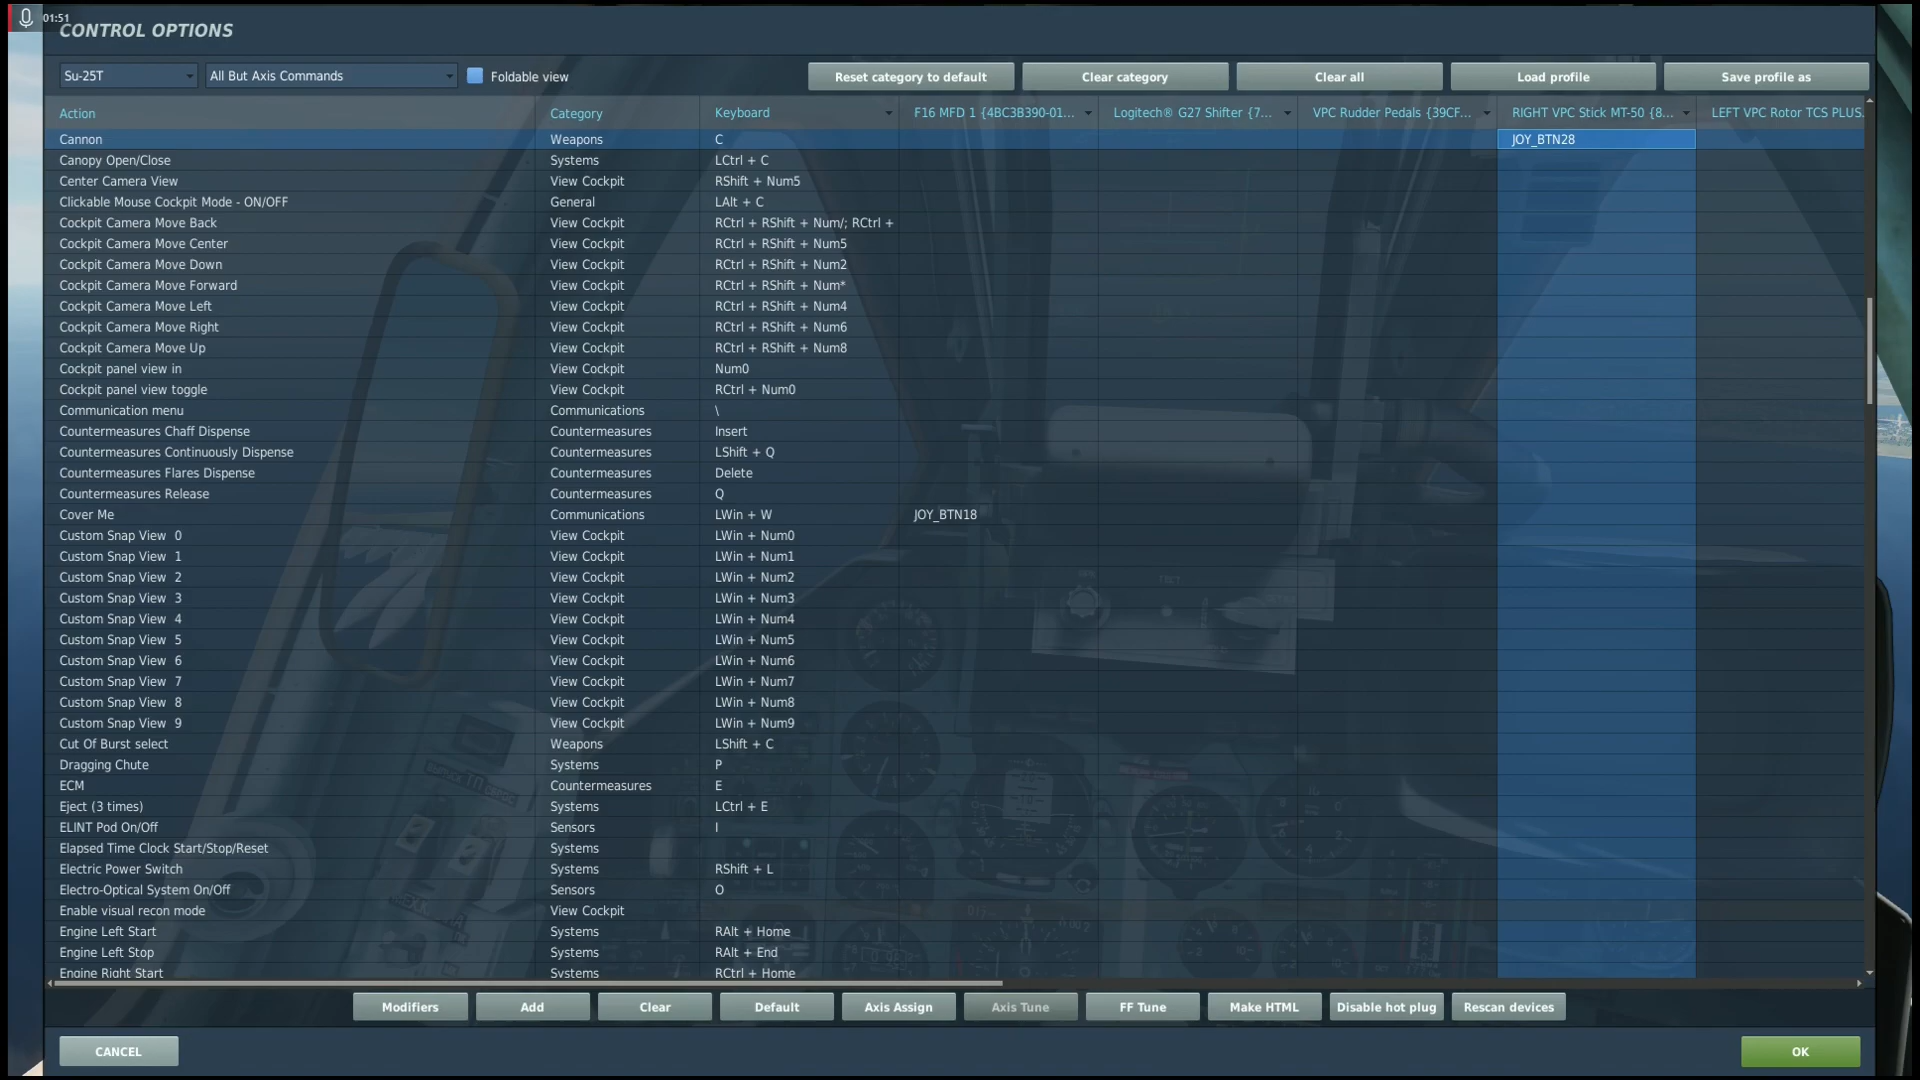 01:51
CONTROL OPTIONS
Su-25T All But Axis Commands Foldable view Reset category to default Clear category Clear all Load profile Save profile as
Action Category Keyboard F16 MFD 1 {4BC3B390-01... Logitech® G27 Shifter {7... VPC Rudder Pedals {39CF... RIGHT VPC Stick MT-50 {8... LEFT VPC Rotor TCS PLUS.
Cannon Weapons C JOY_BTN28
Canopy Open/Close Systems LCtrl + C
Center Camera View View Cockpit RShift + Num5
Clickable Mouse Cockpit Mode - ON/OFF General LAlt + C
Cockpit Camera Move Back View Cockpit RCtrl + RShift + Num/; RCtrl +
Cockpit Camera Move Center View Cockpit RCtrl + RShift + Num5
Cockpit Camera Move Down View Cockpit RCtrl + RShift + Num2
Cockpit Camera Move Forward View Cockpit RCtrl + RShift + Num*
Cockpit Camera Move Left View Cockpit RCtrl + RShift + Num4
Cockpit Camera Move Right View Cockpit RCtrl + RShift + Num6
Cockpit Camera Move Up View Cockpit RCtrl + RShift + Num8
Cockpit panel view in View Cockpit Num0
Cockpit panel view toggle View Cockpit RCtrl + Num0
Communication menu Communications \
Countermeasures Chaff Dispense Countermeasures Insert
Countermeasures Continuously Dispense Countermeasures LShift + Q
Countermeasures Flares Dispense Countermeasures Delete
Countermeasures Release Countermeasures Q
Cover Me Communications LWin + W JOY_BTN18
Custom Snap View 0 View Cockpit LWin + Num0
Custom Snap View 1 View Cockpit LWin + Num1
Custom Snap View 2 View Cockpit LWin + Num2
Custom Snap View 3 View Cockpit LWin + Num3
Custom Snap View 4 View Cockpit LWin + Num4
Custom Snap View 5 View Cockpit LWin + Num5
Custom Snap View 6 View Cockpit LWin + Num6
Custom Snap View 7 View Cockpit LWin + Num7
Custom Snap View 8 View Cockpit LWin + Num8
Custom Snap View 9 View Cockpit LWin + Num9
Cut Of Burst select Weapons LShift + C
Dragging Chute Systems P
ECM Countermeasures E
Eject (3 times) Systems LCtrl + E
ELINT Pod On/Off Sensors I
Elapsed Time Clock Start/Stop/Reset Systems
Electric Power Switch Systems RShift + L
Electro-Optical System On/Off Sensors O
Enable visual recon mode View Cockpit
Engine Left Start Systems RAlt + Home
Engine Left Stop Systems RAlt + End
Engine Right Start Systems RCtrl + Home
Modifiers Add Clear Default Axis Assign Axis Tune FF Tune Make HTML Disable hot plug Rescan devices
CANCEL OK